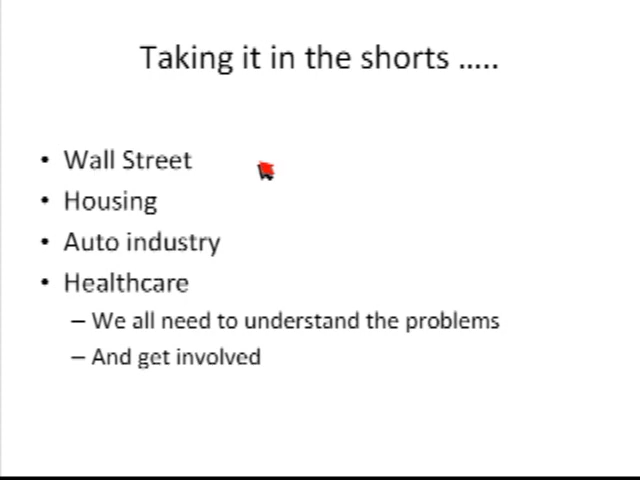 Taking it in the shorts .....
• Wall Street
• Housing
• Auto industry
• Healthcare
– We all need to understand the problems
– And get involved